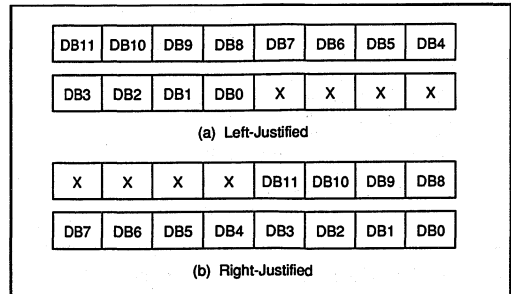 DB11 DB10 DB9 DB8 DB7 DB6 DB5 DB4
DB3 DB2 DB1 DB0 X X X X
(a) Left-Justified
X X X X DB11 DB10 DB9 DB8
DB7 DB6 DB5 DB4 DB3 DB2 DB1 DB0
(b) Right-Justified